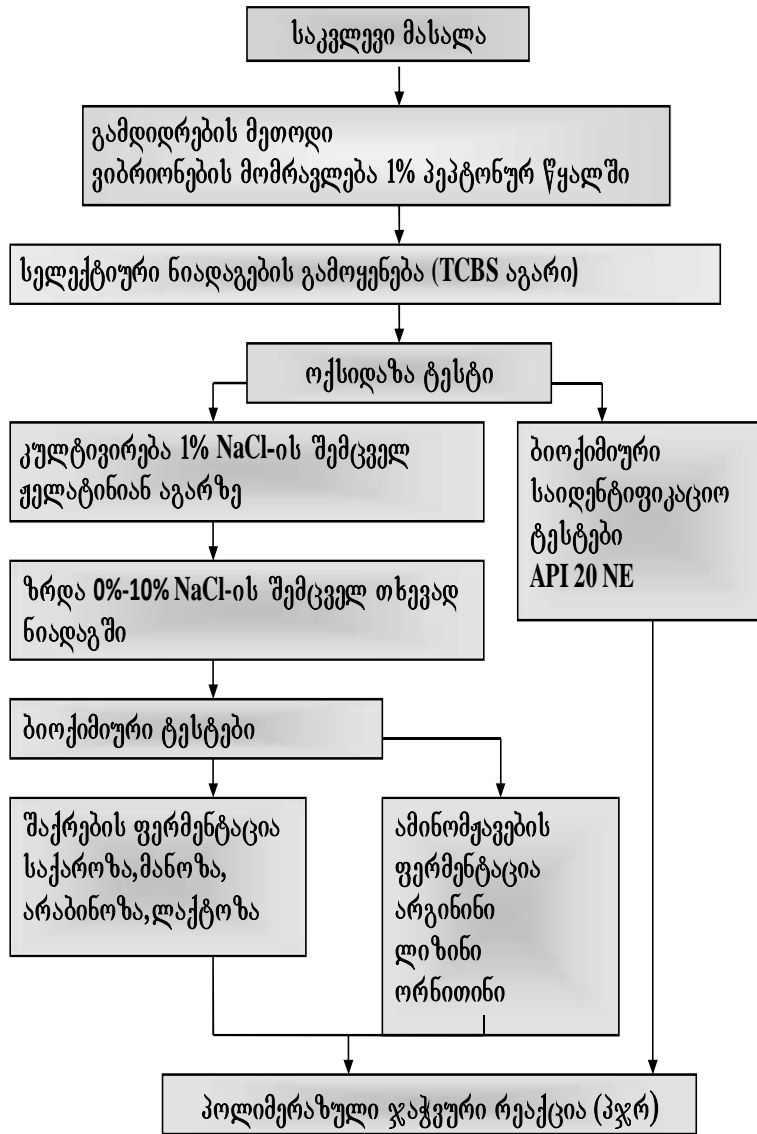 საკვლევი მასალა
გამდიდრების მეთოდი
ვიბრიონების მომრავლება 1% პეპტონურ წყალში
სელექტიური ნიადაგების გამოყენება (TCBS აგარი)
ოქსიდაზა ტესტი
კულტივირება 1% NaCl-ის შემცველ
ჟელატინიან აგარზე
ბიოქიმიური
საიდენტიფიკაციო
ტესტები
API 20 NE
ზრდა 0%-10% NaCl-ის შემცველ თხევად
ნიადაგში
ბიოქიმიური ტესტები
შაქრების ფერმენტაცია
საქაროზა,მანოზა,
არაბინოზა,ლაქტოზა
ამინომჟავების
ფერმენტაცია
არგინინი
ლიზინი
ორნითინი
პოლიმერაზული ჯაჭვური რეაქცია (პჯრ)